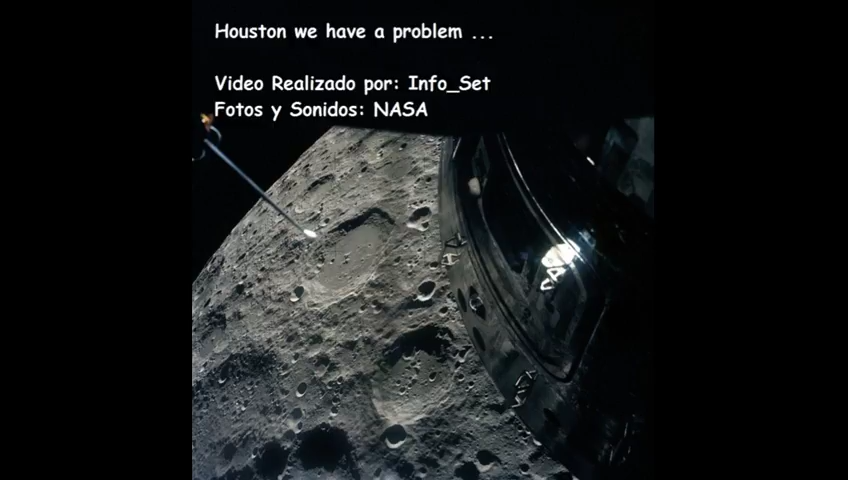 Houston we have a problem ...
Video Realizado por: Info_Set
Fotos y Sonidos: NASA